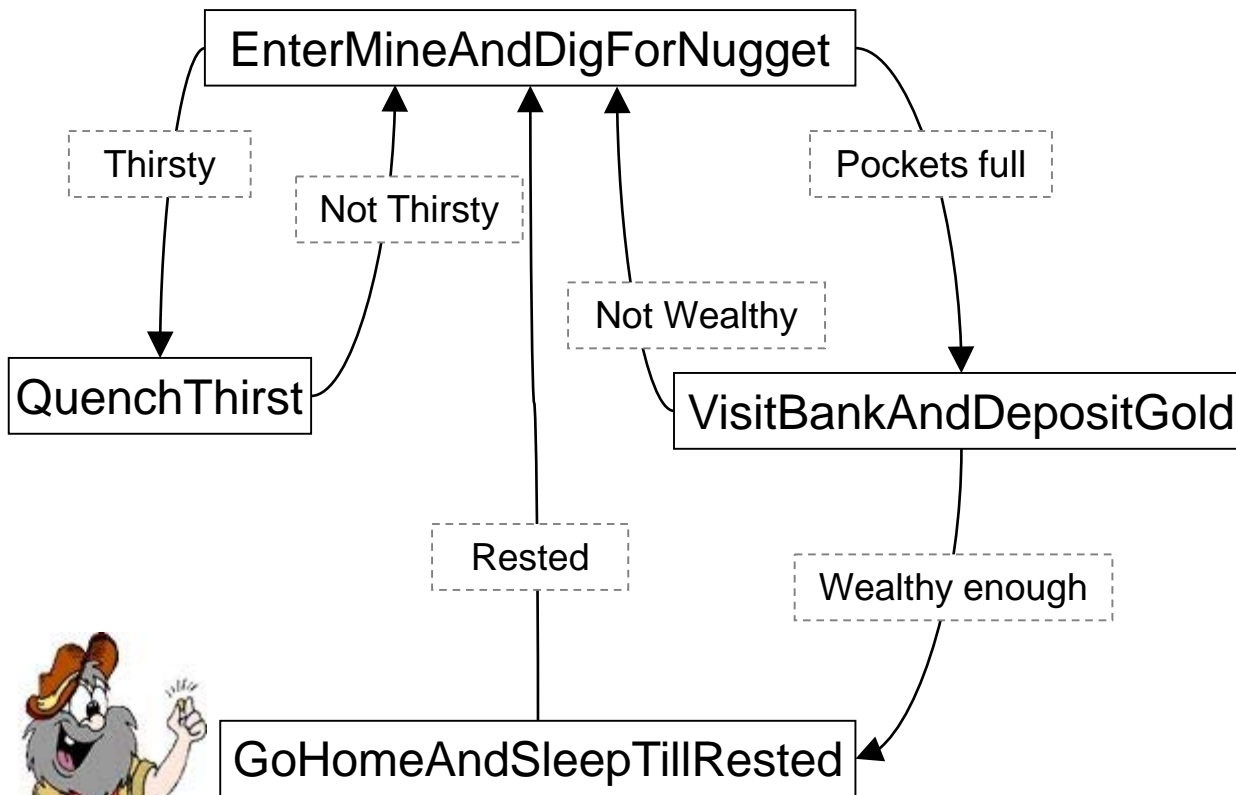 EnterMineAndDigForNugget
Thirsty
Pockets full
Not Thirsty
Not Wealthy
QuenchThirst
VisitBankAndDepositGold
Rested
Wealthy enough
GoHomeAndSleepTillRested